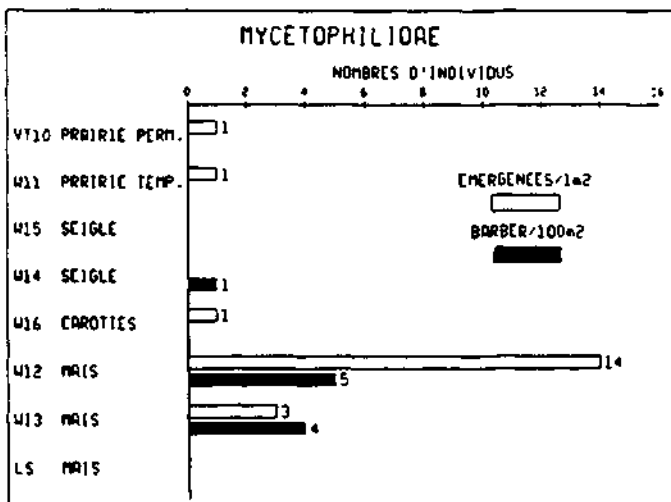 MYCETOPHILIDAE
NOMBRES D'INDIVIDUS
0 2 4 6 8 10 12 14 16
VT10 PRAIRIE PERM. 1
W11 PRAIRIE TEMP. 1
EMERGENEES/1m2
W15 SEIGLE
BARBER/100m2
W14 SEIGLE 1
W16 CAROTTES 1
W12 MAIS 14
5
W13 MAIS 3
4
LS MAIS